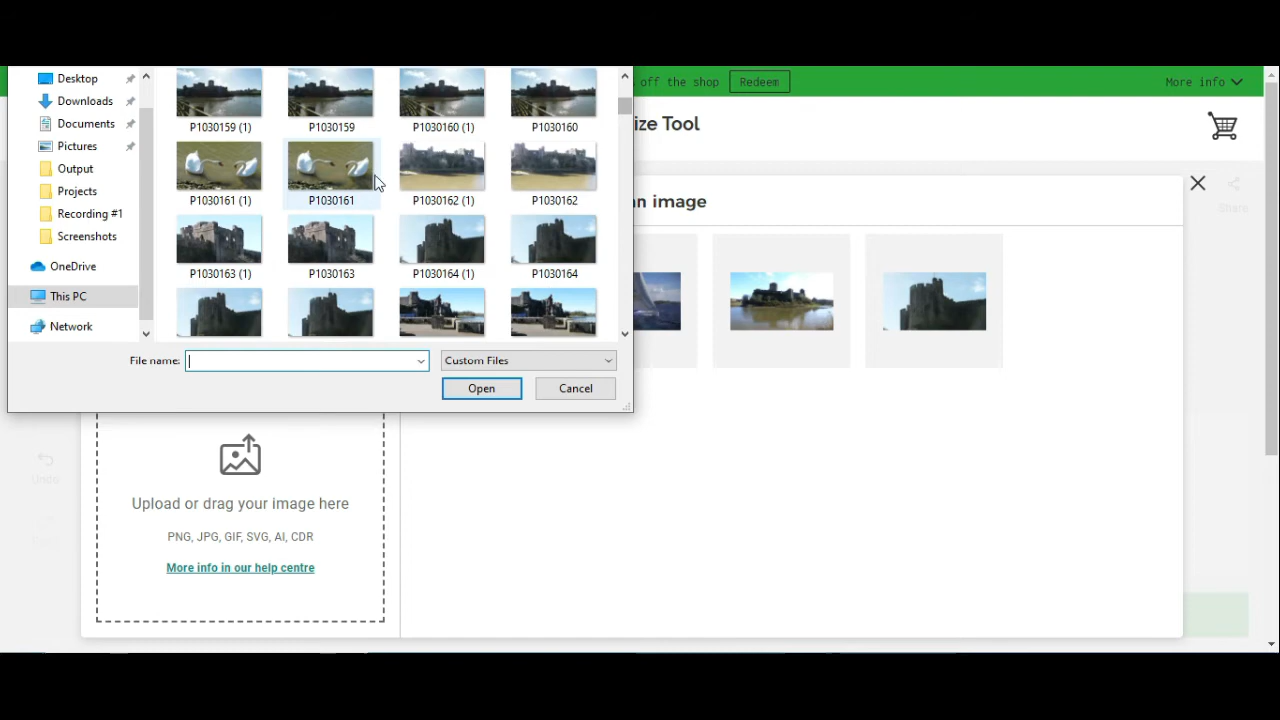 off the shop Redeem
More info
ize Tool
n image
Share
Desktop
Downloads
Documents
Pictures
Output
Projects
Recording #1
Screenshots
OneDrive
This PC
Network
P1030159 (1) P1030159 P1030160 (1) P1030160
P1030161 (1) P1030161 P1030162 (1) P1030162
P1030163 (1) P1030163 P1030164 (1) P1030164
File name: Custom Files
Open Cancel
Undo
Upload or drag your image here
PNG, JPG, GIF, SVG, AI, CDR
More info in our help centre